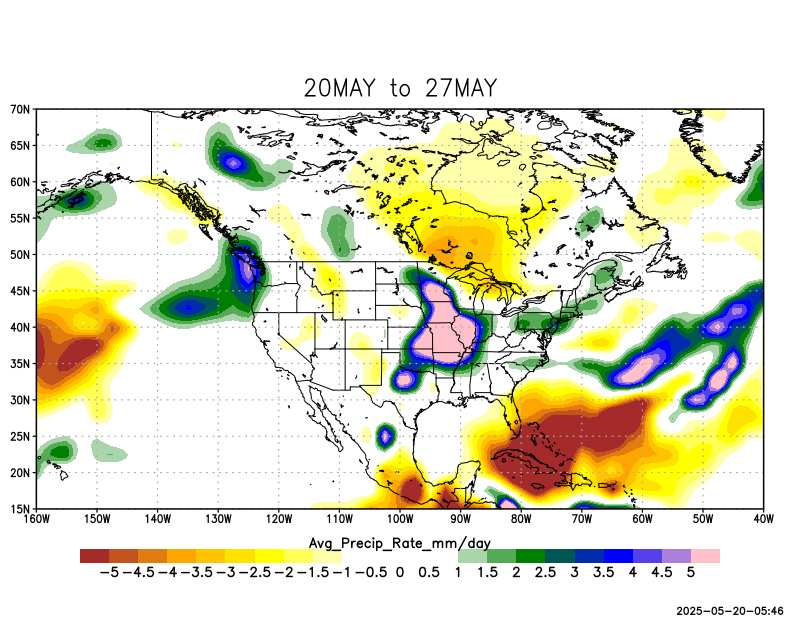 20MAY to 27MAY
70N
65N
60N
55N
50N
45N
40N
35N
30N
25N
20N
15N
160W 150W 140W 130W 120W 110W 100W 90W 80W 70W 60W 50W 40W
Avg_Precip_Rate_mm/day
-5 -4.5 -4 -3.5 -3 -2.5 -2 -1.5 -1 -0.5 0 0.5 1 1.5 2 2.5 3 3.5 4 4.5 5
2025-05-20-05:46